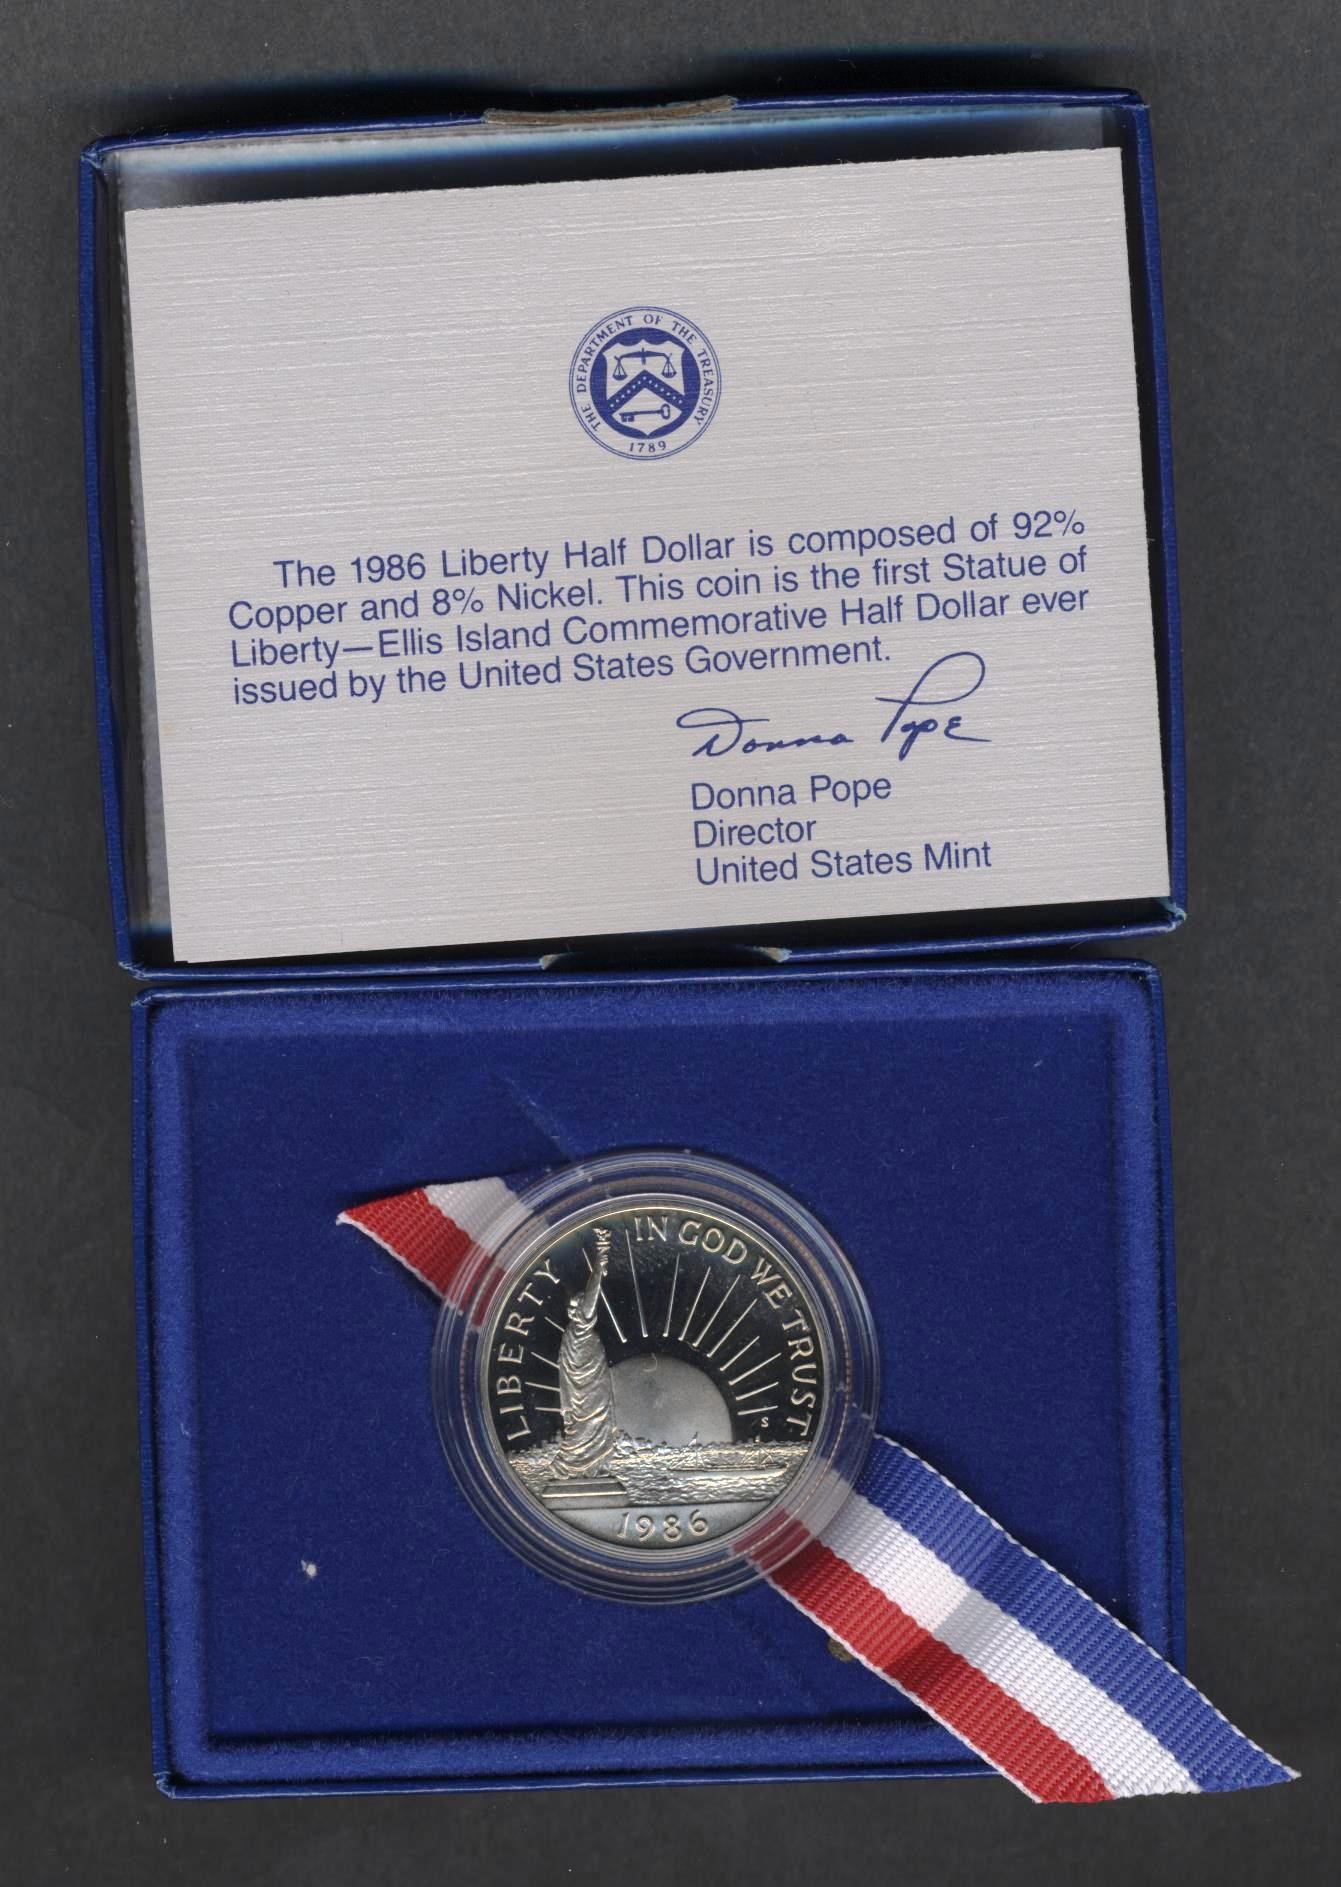 THE DEPARTMENT OF THE TREASURY
1789
The 1986 Liberty Half Dollar is composed of 92%
Copper and 8% Nickel. This coin is the first Statue of
Liberty—Ellis Island Commemorative Half Dollar ever
issued by the United States Government.
Donna Pope
Donna Pope
Director
United States Mint
LIBERTY
IN GOD WE TRUST
S
1986